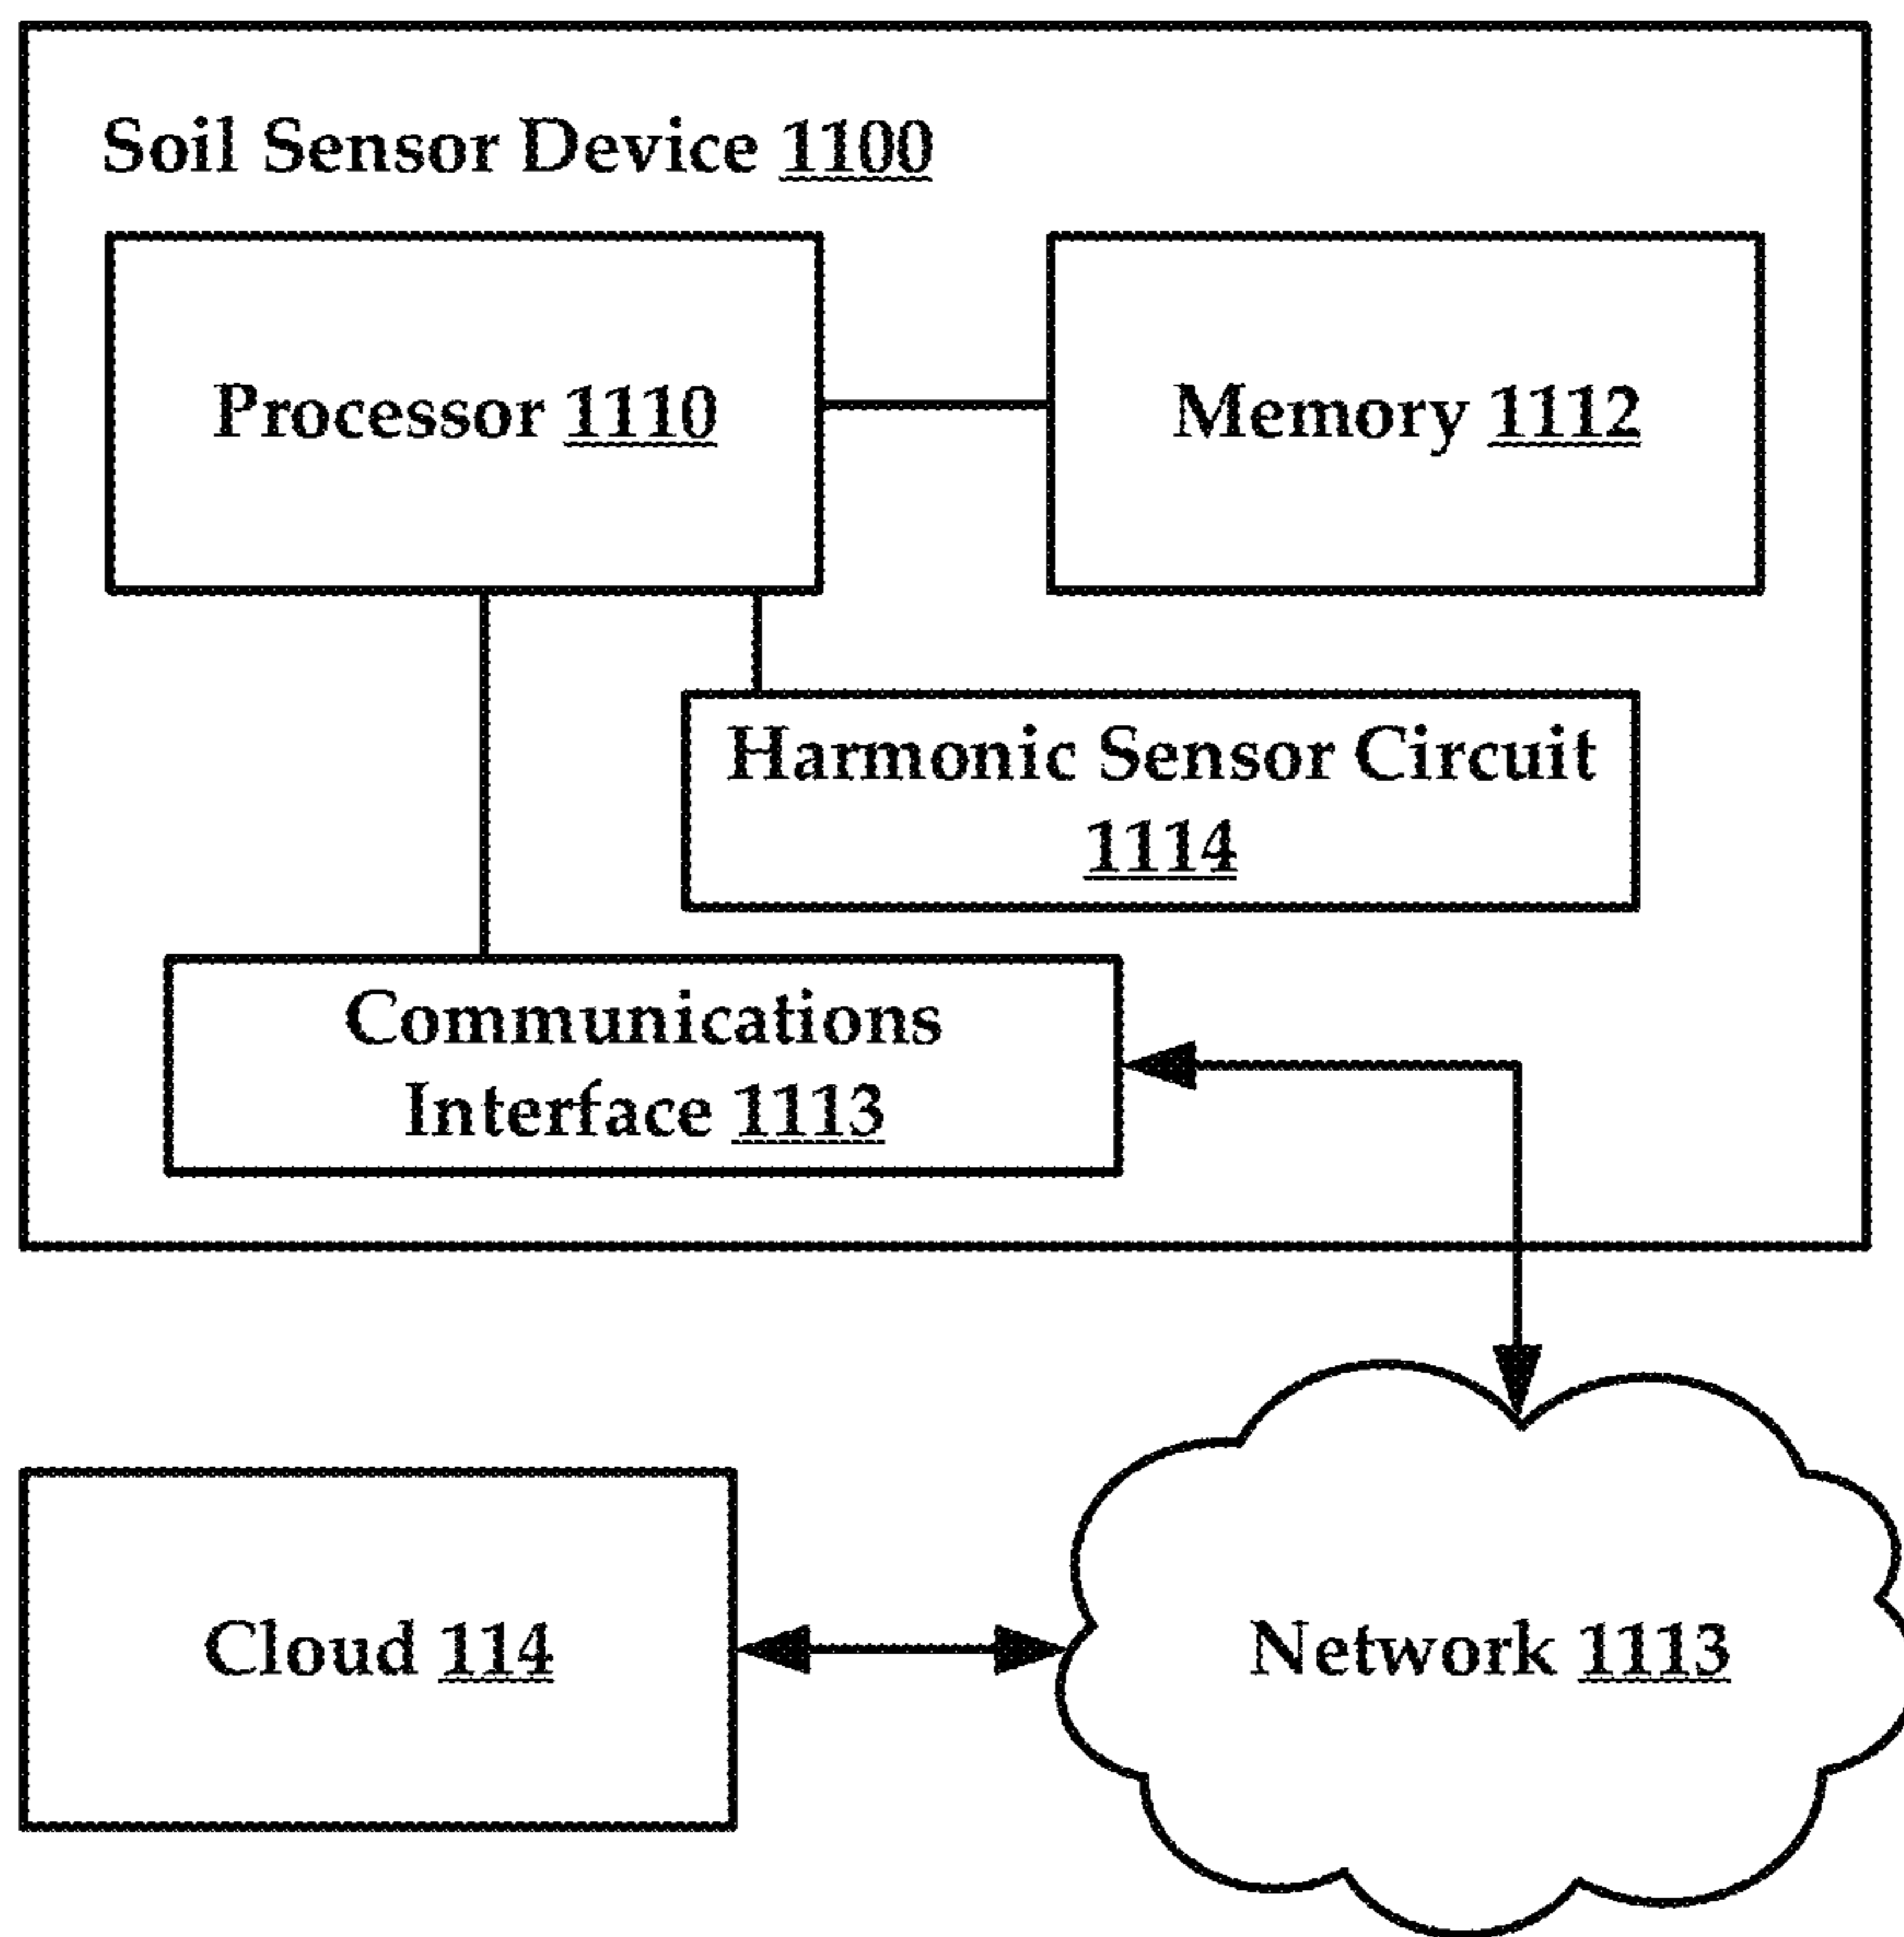 Soil Sensor Device 1100
Processor 1110
Memory 1112
Harmonic Sensor Circuit
1114
Communications
Interface 1113
Cloud 114
Network 1113